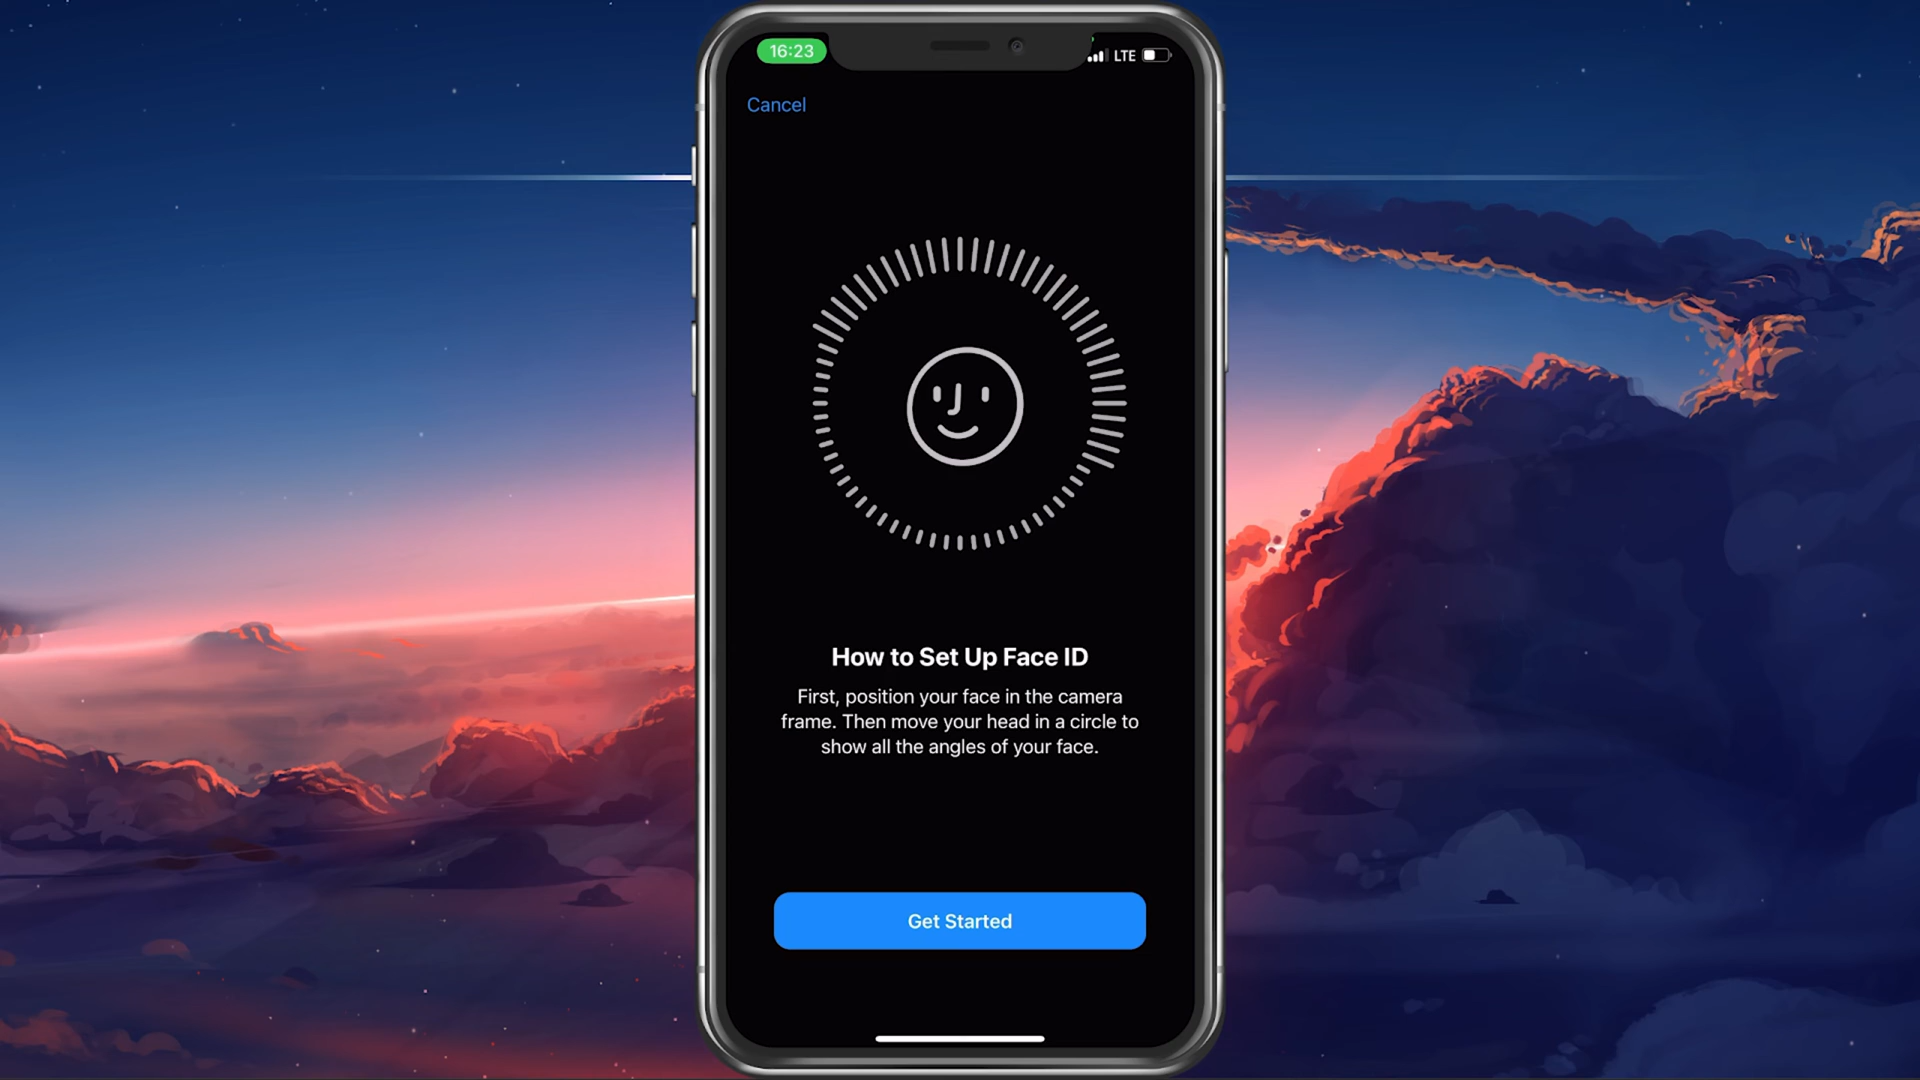 16:23
LTE
Cancel
How to Set Up Face ID
First, position your face in the camera
frame. Then move your head in a circle to
show all the angles of your face.
Get Started